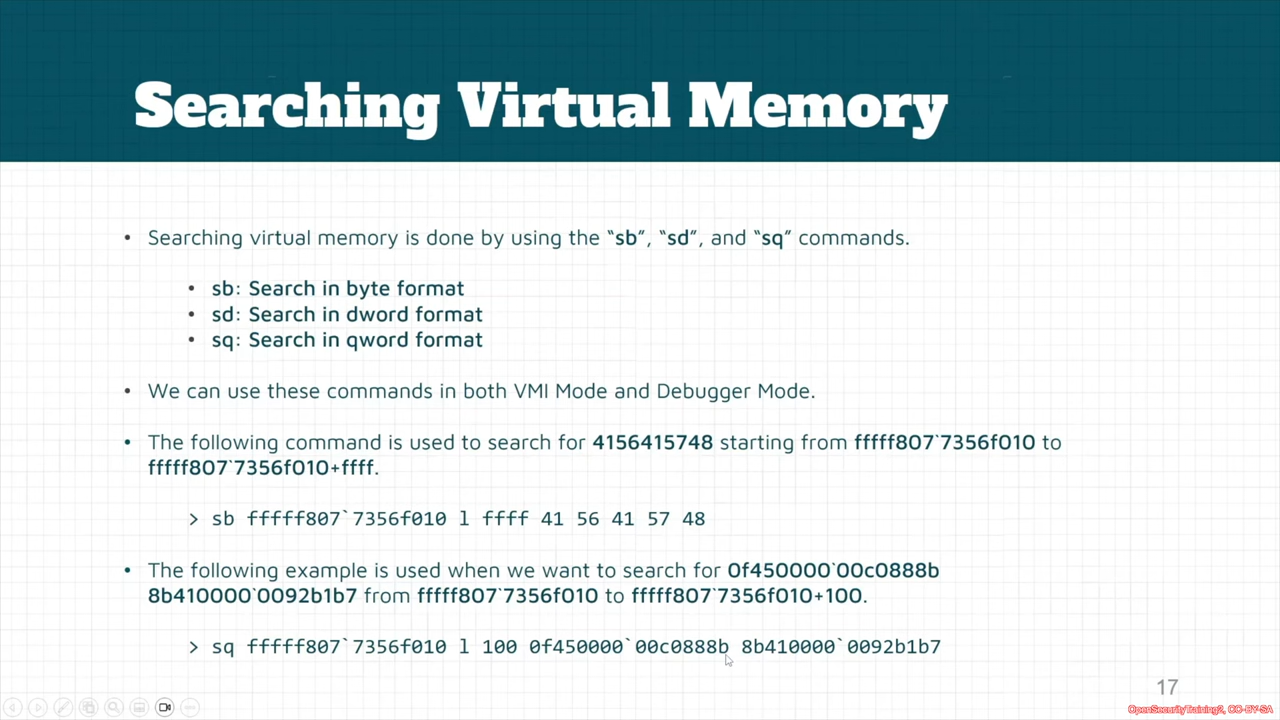 Searching Virtual Memory
• Searching virtual memory is done by using the “sb”, “sd”, and “sq” commands.
• sb: Search in byte format
• sd: Search in dword format
• sq: Search in qword format
• We can use these commands in both VMI Mode and Debugger Mode.
• The following command is used to search for 4156415748 starting from fffff807`7356f010 to
fffff807`7356f010+ffff.
> sb fffff807`7356f010 l ffff 41 56 41 57 48
• The following example is used when we want to search for 0f450000`00c0888b
8b410000`0092b1b7 from fffff807`7356f010 to fffff807`7356f010+100.
> sq fffff807`7356f010 l 100 0f450000`00c0888b 8b410000`0092b1b7
17
OpenSecurityTraining2, CC-BY-SA